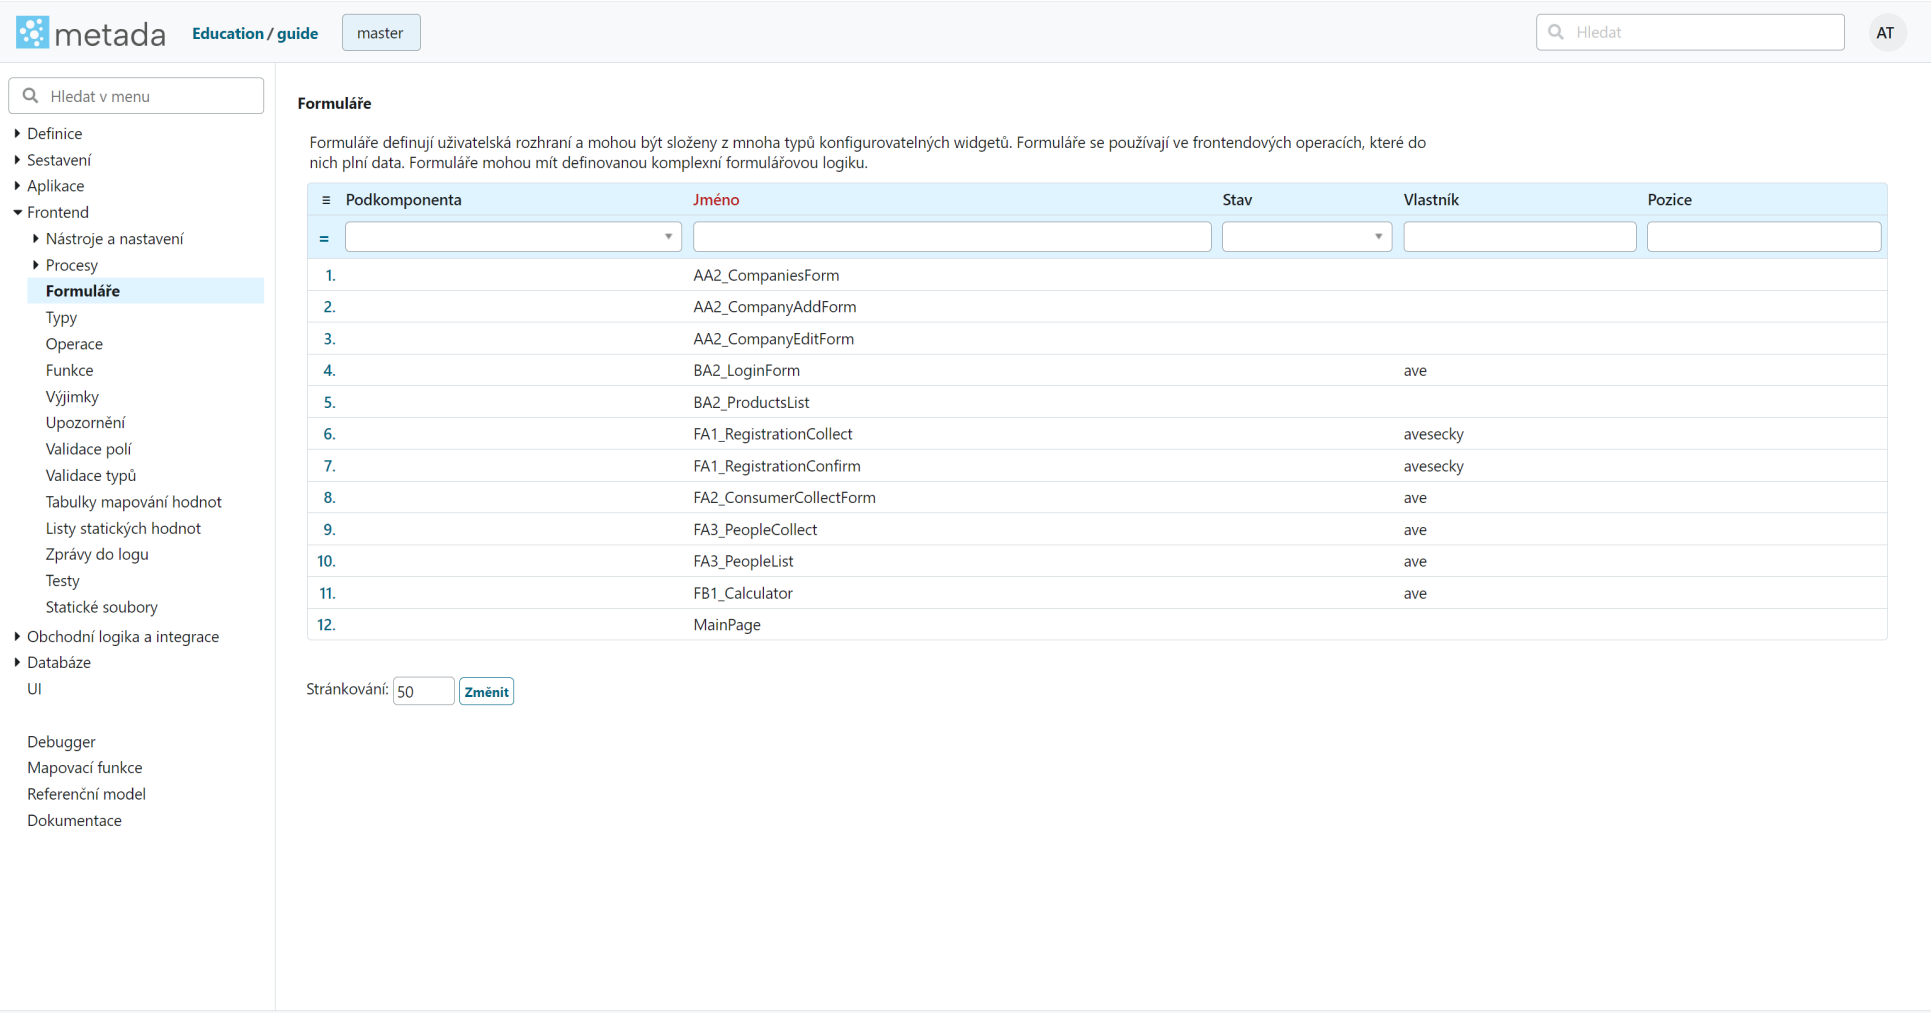 metada
Education / guide
master
Hledat
AT
Hledat v menu
Definice
Sestavení
Aplikace
Frontend
Nástroje a nastavení
Procesy
Formuláře
Typy
Operace
Funkce
Výjimky
Upozornění
Validace polí
Validace typů
Tabulky mapování hodnot
Listy statických hodnot
Zprávy do logu
Testy
Statické soubory
Obchodní logika a integrace
Databáze
UI
Debugger
Mapovací funkce
Referenční model
Dokumentace
Formuláře
Formuláře definují uživatelská rozhraní a mohou být složeny z mnoha typů konfigurovatelných widgetů. Formuláře se používají ve frontendových operacích, které do
nich plní data. Formuláře mohou mít definovanou komplexní formulářovou logiku.
≡ Podkomponenta Jméno Stav Vlastník Pozice
=
1. AA2_CompaniesForm
2. AA2_CompanyAddForm
3. AA2_CompanyEditForm
4. BA2_LoginForm ave
5. BA2_ProductsList
6. FA1_RegistrationCollect avesecky
7. FA1_RegistrationConfirm avesecky
8. FA2_ConsumerCollectForm ave
9. FA3_PeopleCollect ave
10. FA3_PeopleList ave
11. FB1_Calculator ave
12. MainPage
Stránkování: 50 Změnit